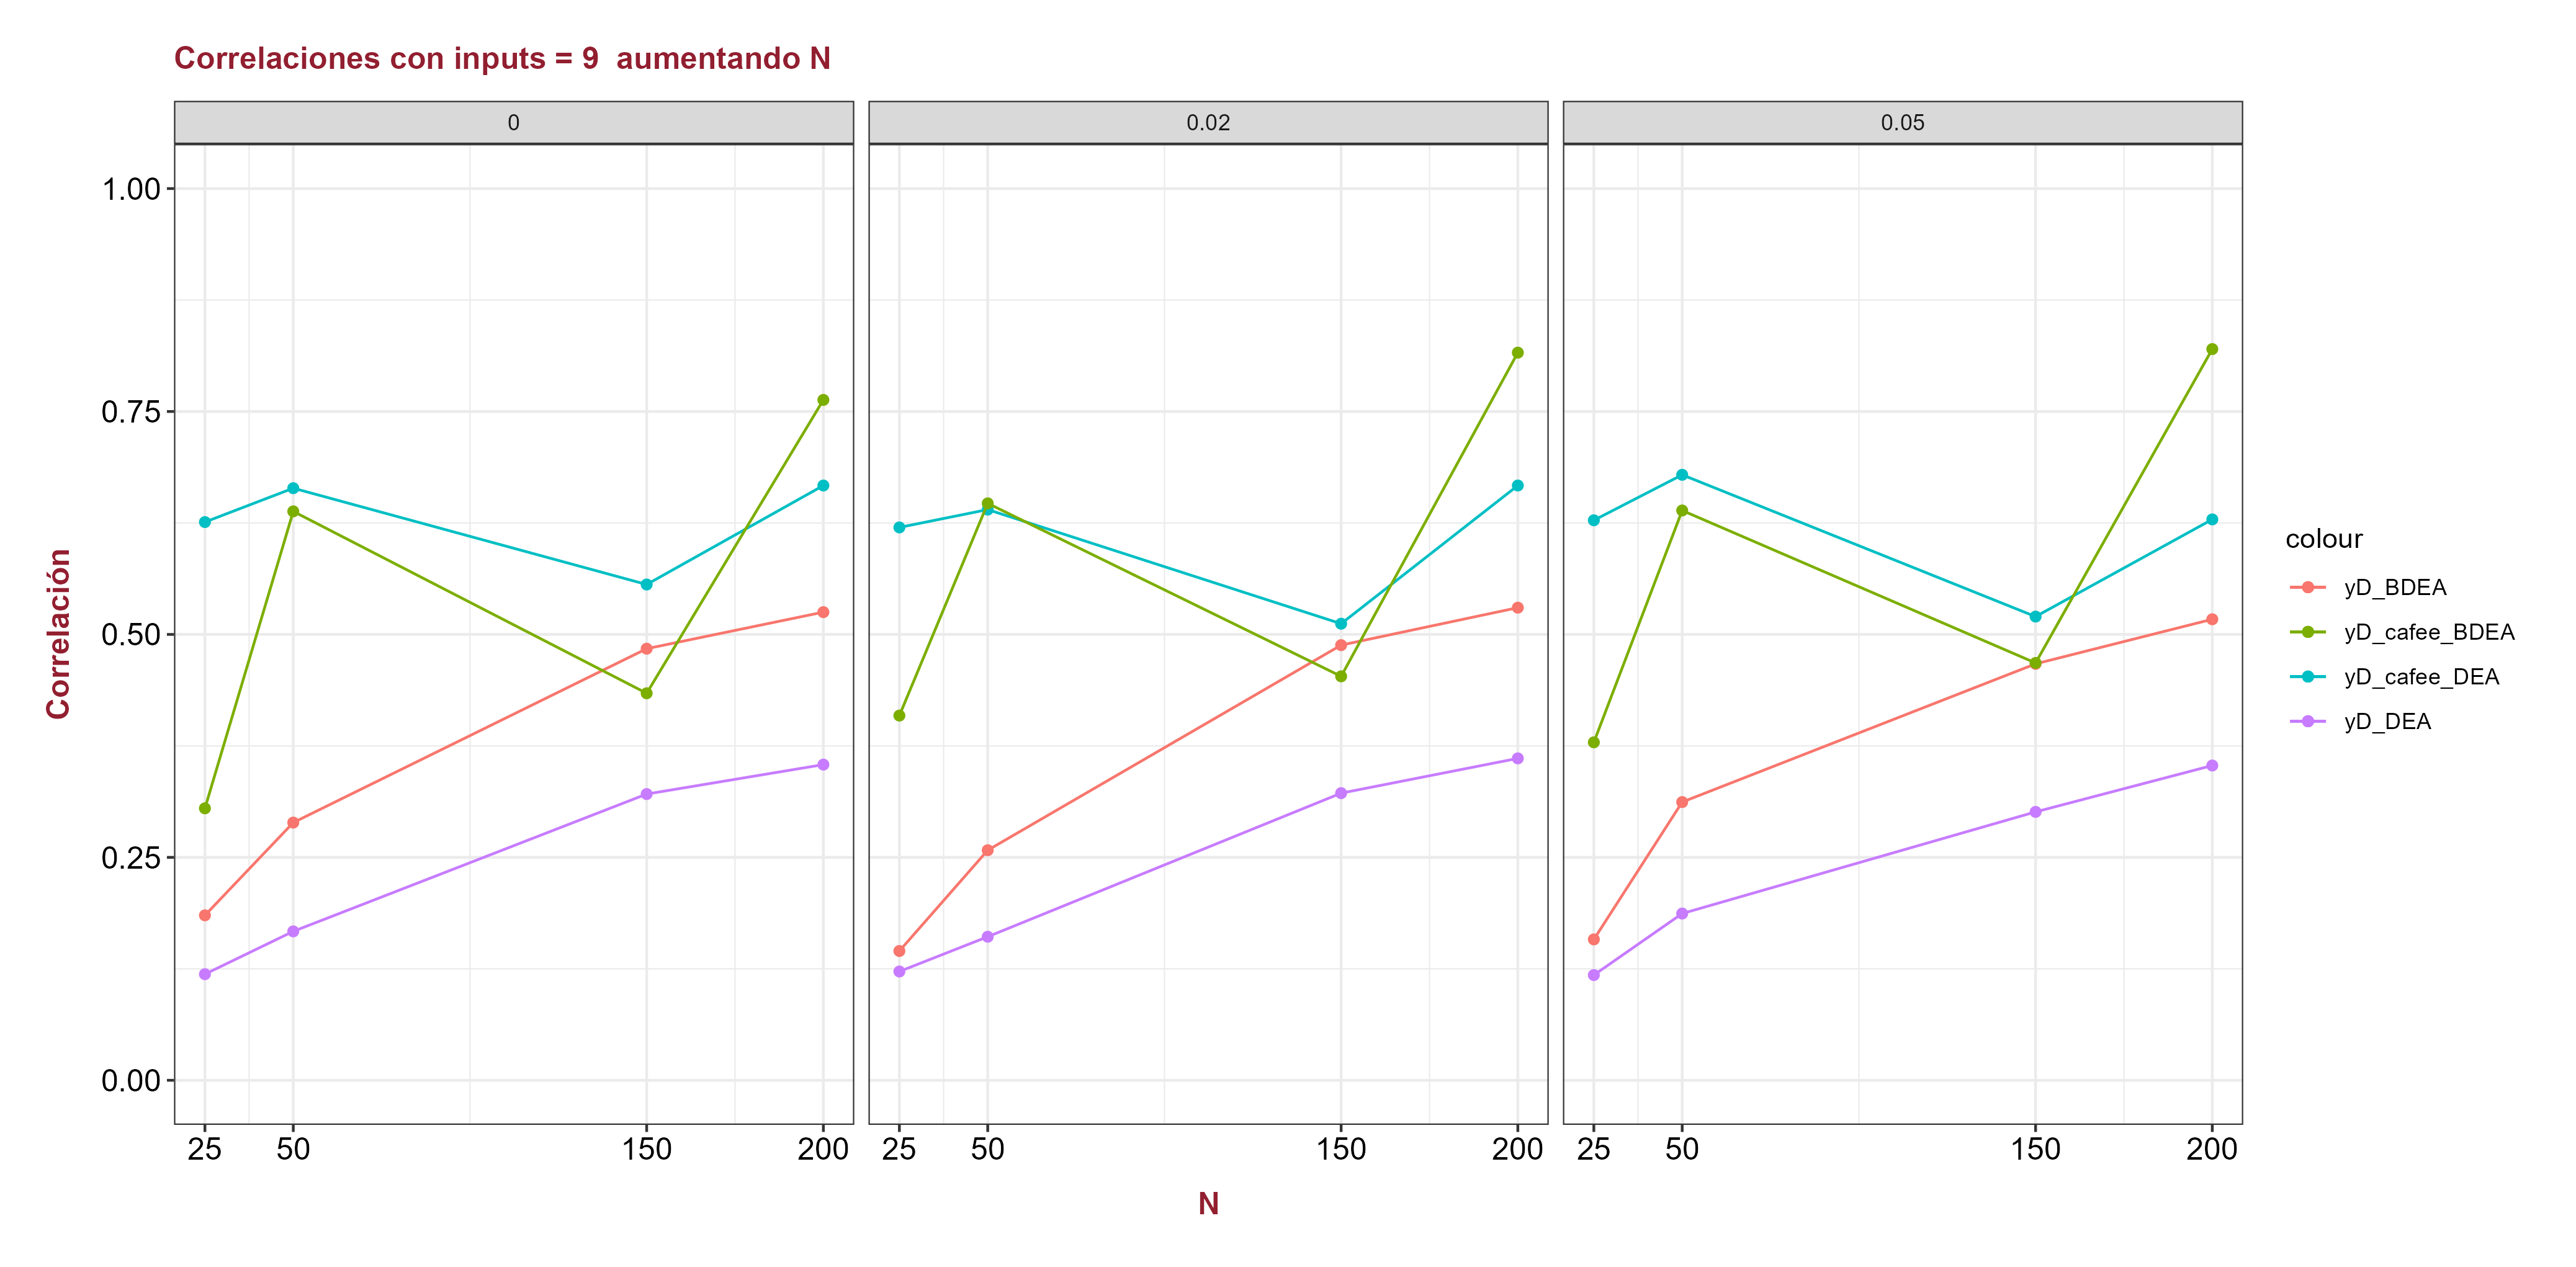 Correlaciones con inputs = 9  aumentando N
0 0.02 0.05
1.00
0.75
0.50
0.25
0.00
Correlación
25 50 150 200 25 50 150 200 25 50 150 200
N
colour
yD_BDEA
yD_cafee_BDEA
yD_cafee_DEA
yD_DEA